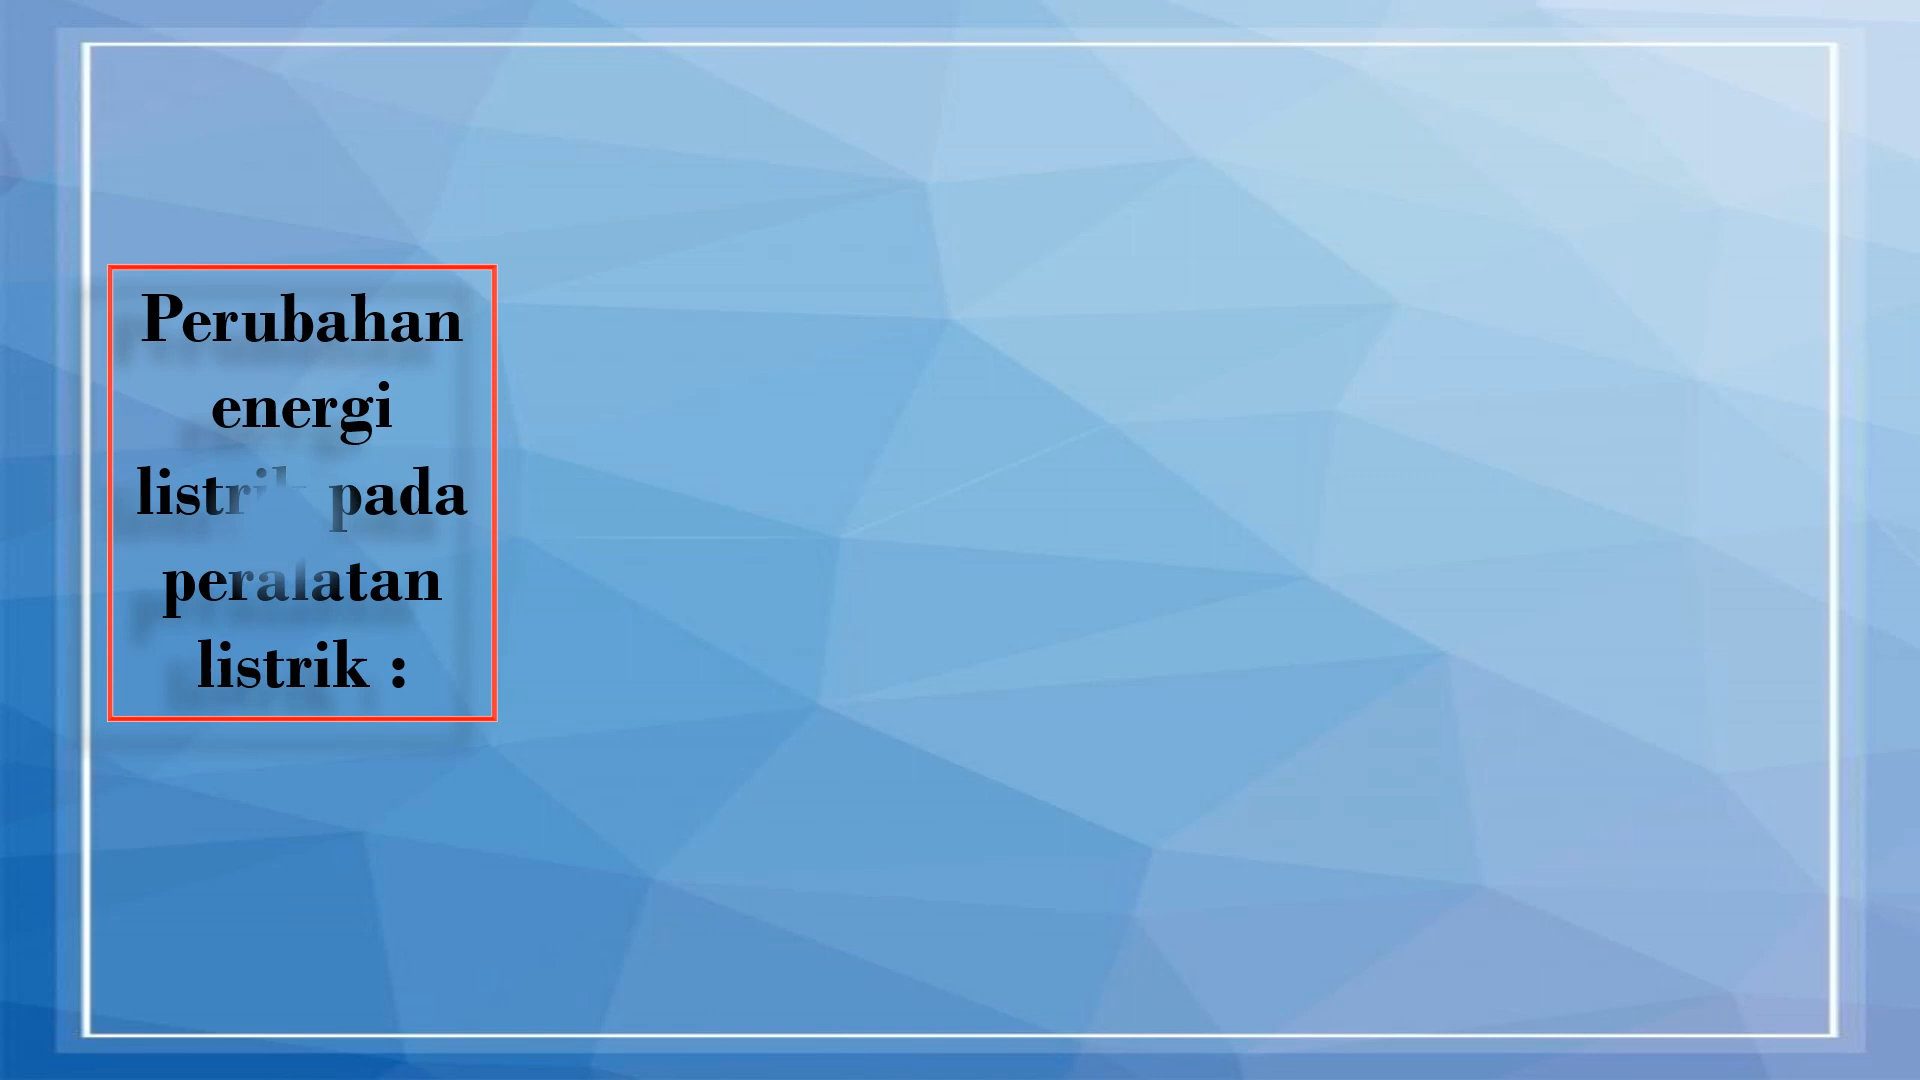 Perubahan
energi
listrik pada
peralatan
listrik :